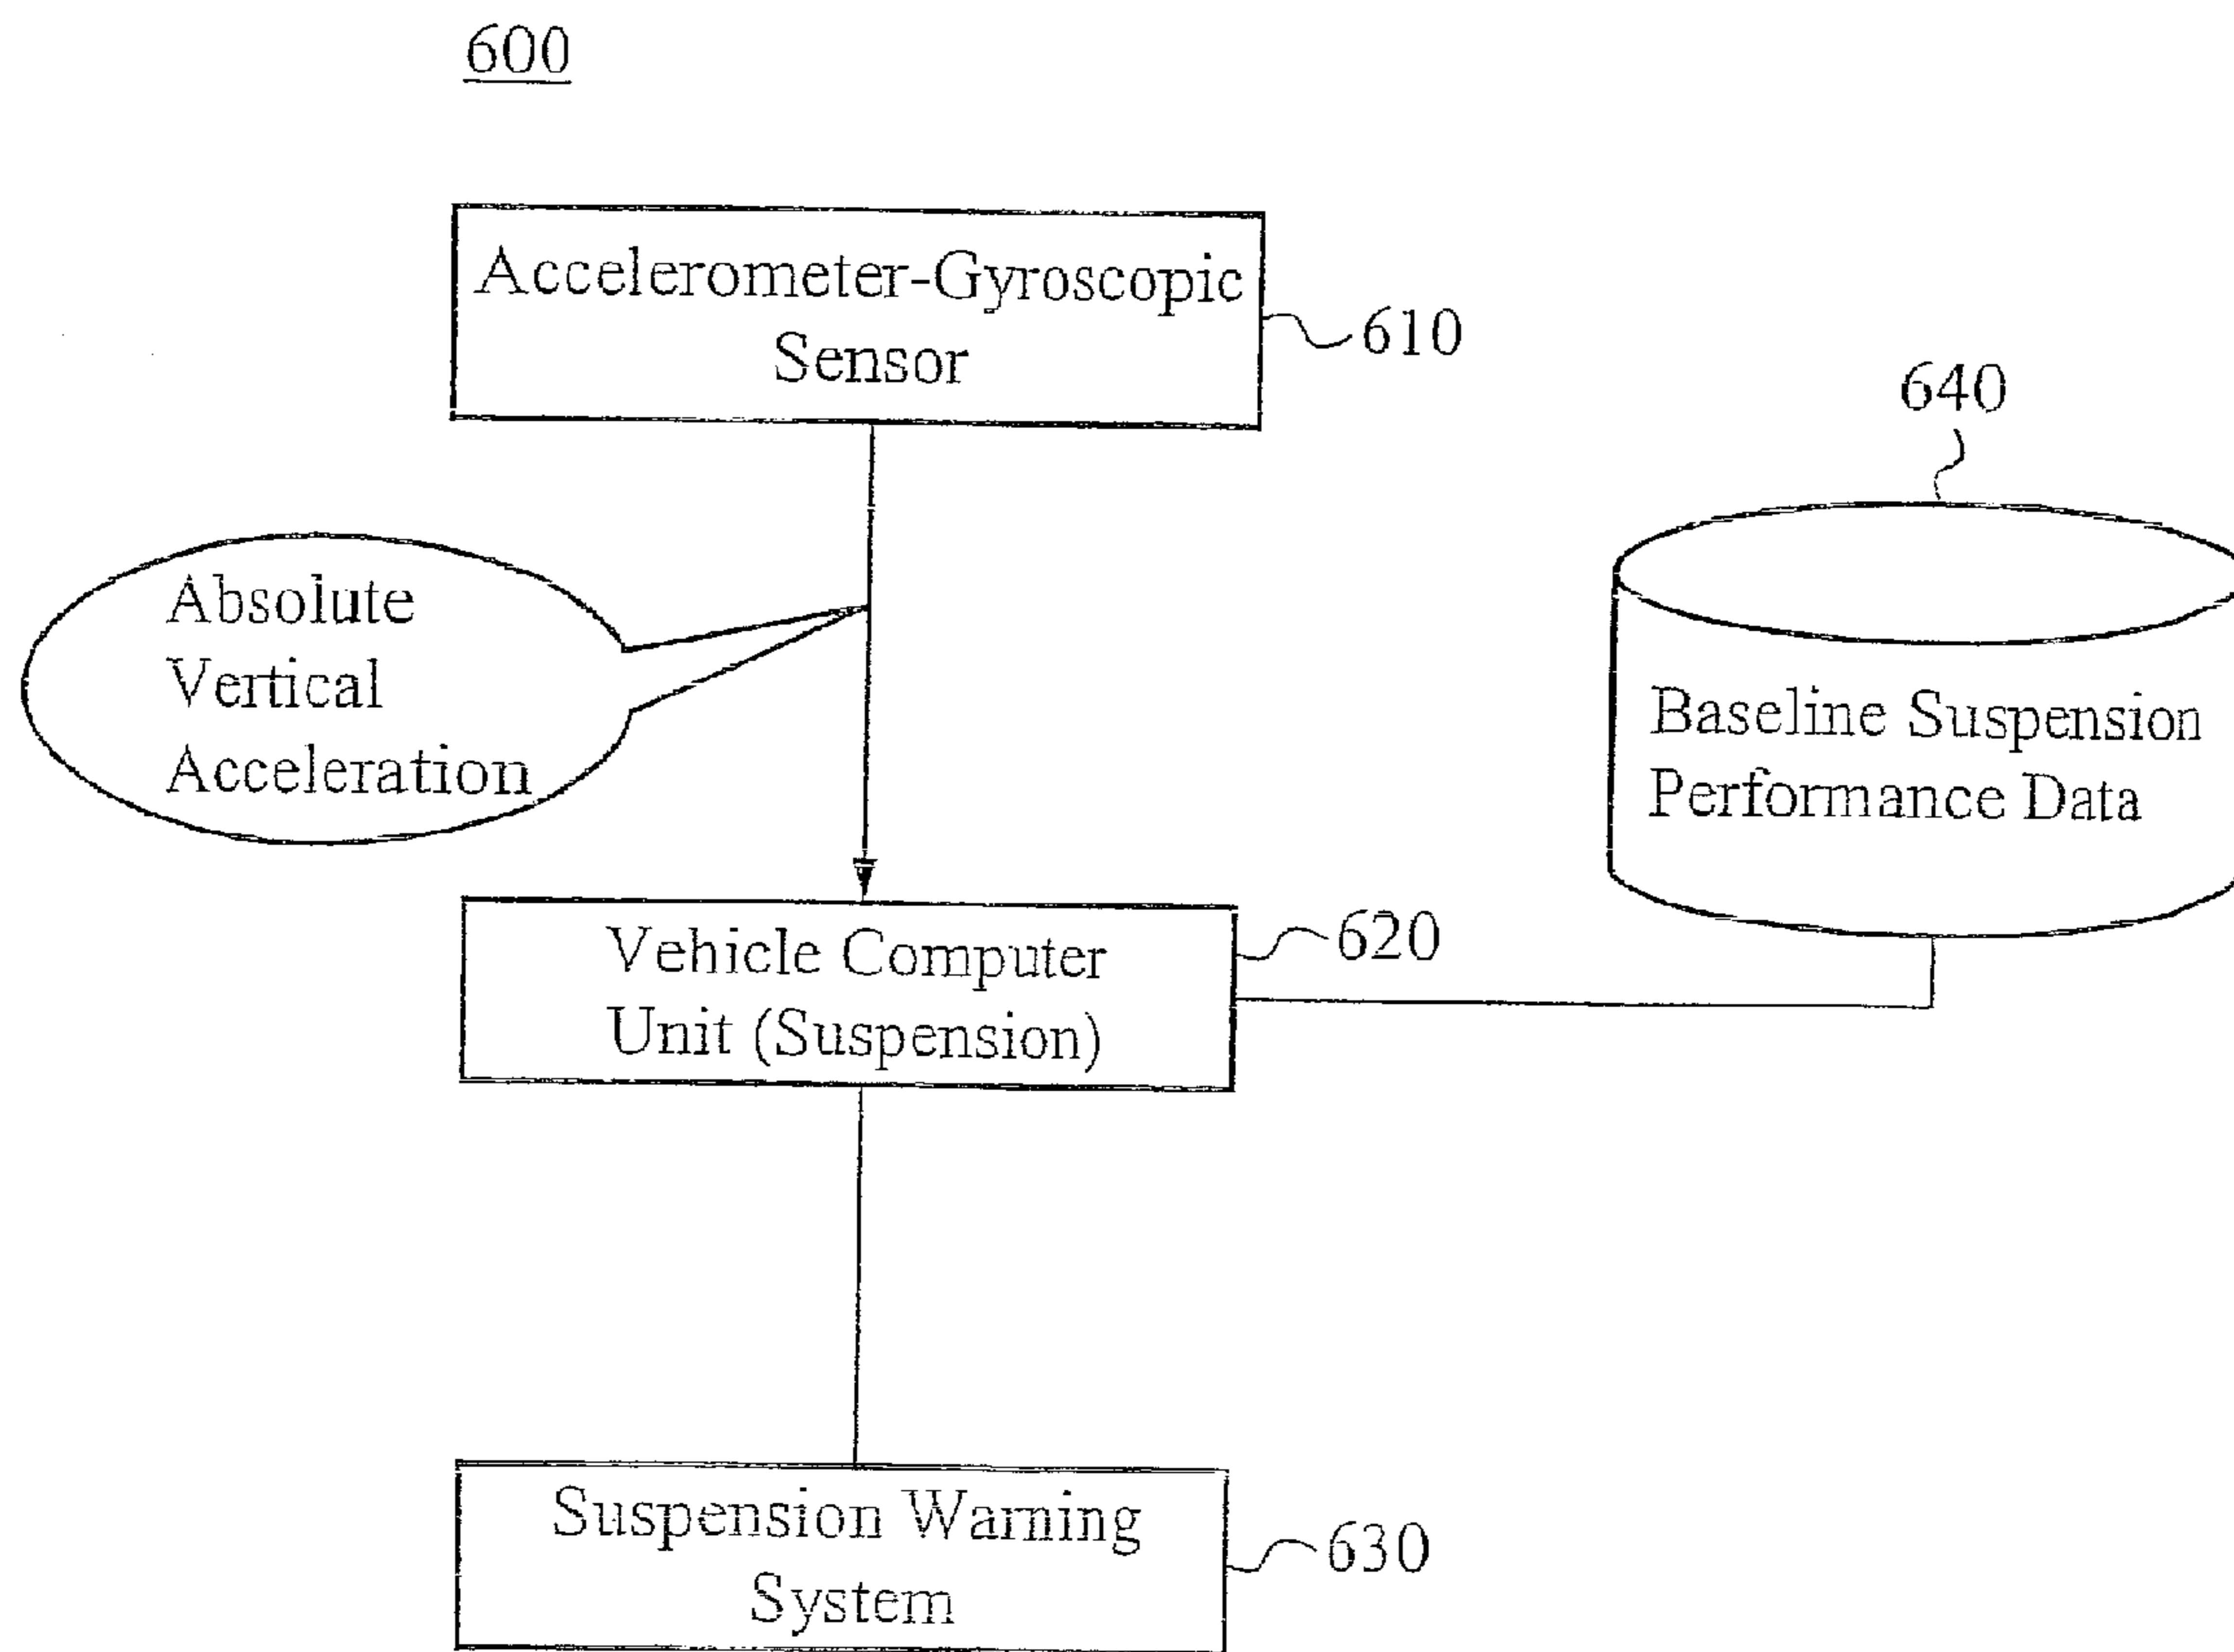 600
Accelerometer-Gyroscopic
Sensor
610
640
Absolute
Vertical
Acceleration
Baseline Suspension
Performance Data
Vehicle Computer
Unit (Suspension)
620
Suspension Warning
System
630